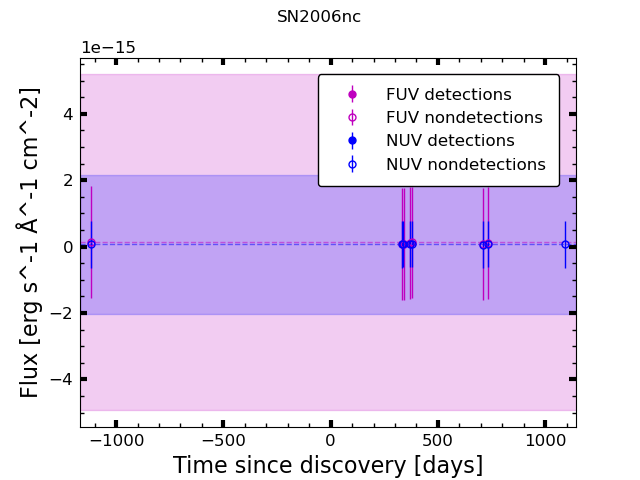 SN2006nc
1e−15
FUV detections
FUV nondetections
NUV detections
NUV nondetections
4
2
0
−2
−4
Flux [erg s^-1 Å^-1 cm^-2]
−1000
−500
0
500
1000
Time since discovery [days]